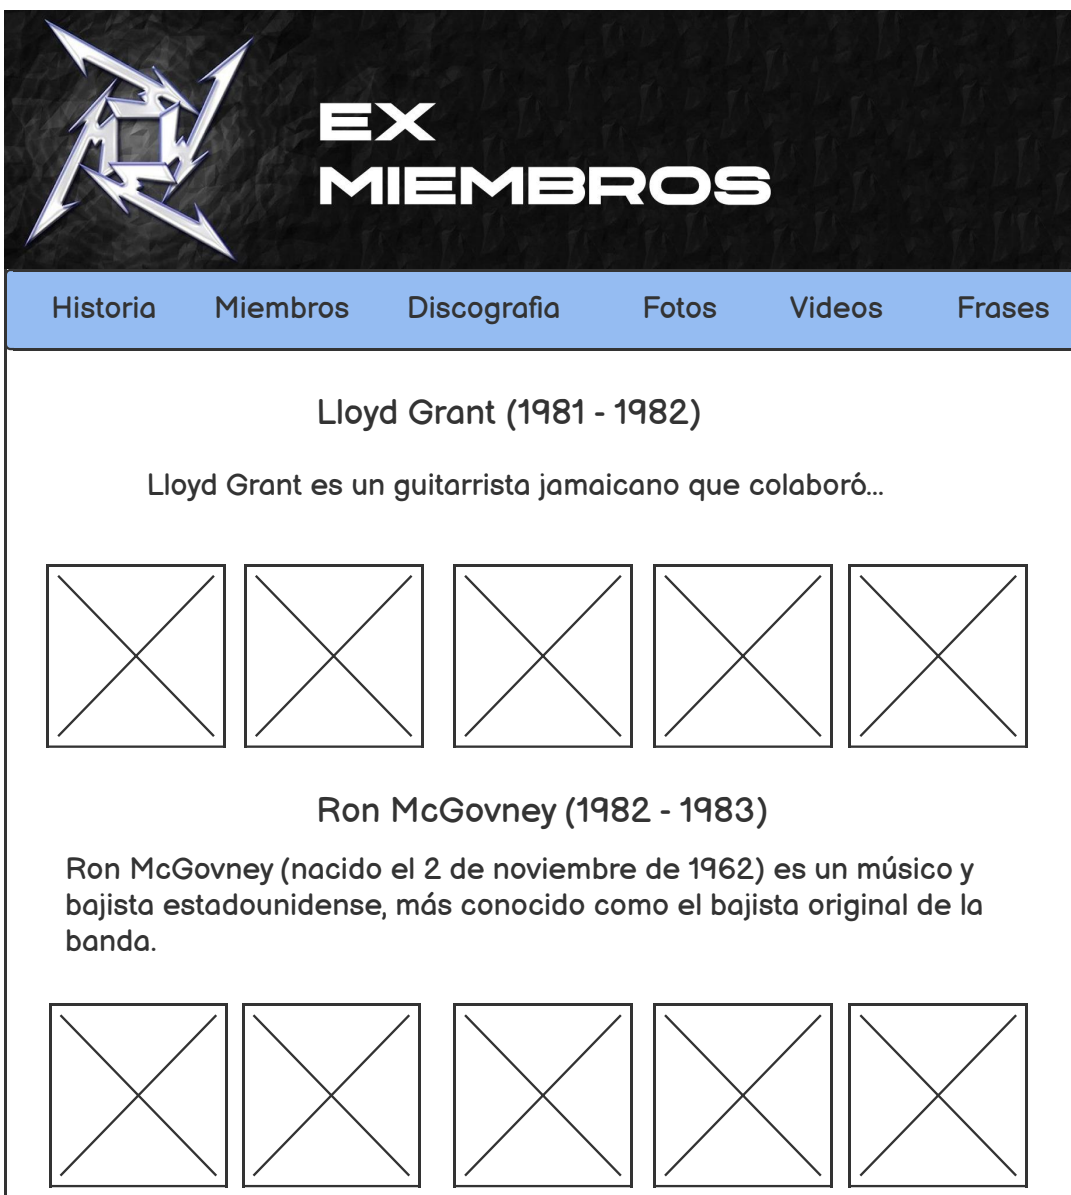 EX
MIEMBROS
Historia Miembros Discografia Fotos Videos Frases
Lloyd Grant (1981 - 1982)
Lloyd Grant es un guitarrista jamaicano que colaboró...
Ron McGovney (1982 - 1983)
Ron McGovney (nacido el 2 de noviembre de 1962) es un músico y
bajista estadounidense, más conocido como el bajista original de la
banda.